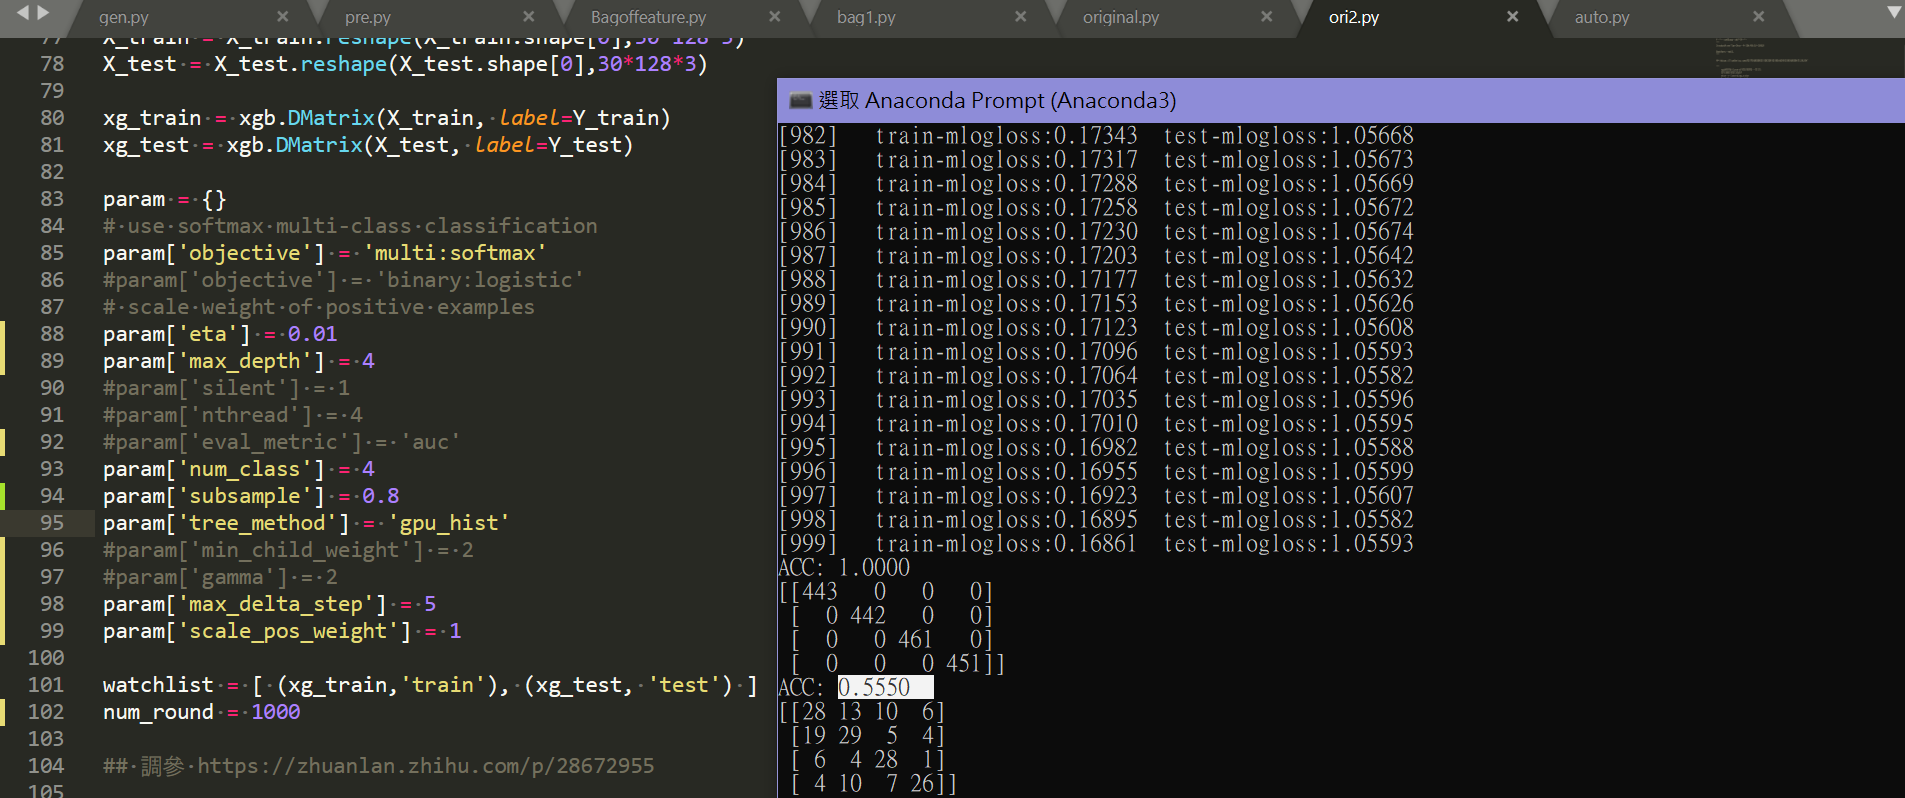 gen.py × pre.py × Bagoffeature.py × bag1.py × original.py × ori2.py × auto.py ×
77 X_train = X_train.reshape(X_train.shape[0],30*128*3)
78 X_test = X_test.reshape(X_test.shape[0],30*128*3)
79
80 xg_train = xgb.DMatrix(X_train, label=Y_train)
81 xg_test = xgb.DMatrix(X_test, label=Y_test)
82
83 param = {}
84 # use softmax multi-class classification
85 param['objective'] = 'multi:softmax'
86 #param['objective'] = 'binary:logistic'
87 # scale weight of positive examples
88 param['eta'] = 0.01
89 param['max_depth'] = 4
90 #param['silent'] = 1
91 #param['nthread'] = 4
92 #param['eval_metric'] = 'auc'
93 param['num_class'] = 4
94 param['subsample'] = 0.8
95 param['tree_method'] = 'gpu_hist'
96 #param['min_child_weight'] = 2
97 #param['gamma'] = 2
98 param['max_delta_step'] = 5
99 param['scale_pos_weight'] = 1
100
101 watchlist = [ (xg_train,'train'), (xg_test, 'test') ]
102 num_round = 1000
103
104 ## 調參 https://zhuanlan.zhihu.com/p/28672955
105
選取 Anaconda Prompt (Anaconda3)
[982] train-mlogloss:0.17343 test-mlogloss:1.05668
[983] train-mlogloss:0.17317 test-mlogloss:1.05673
[984] train-mlogloss:0.17288 test-mlogloss:1.05669
[985] train-mlogloss:0.17258 test-mlogloss:1.05672
[986] train-mlogloss:0.17230 test-mlogloss:1.05674
[987] train-mlogloss:0.17203 test-mlogloss:1.05642
[988] train-mlogloss:0.17177 test-mlogloss:1.05632
[989] train-mlogloss:0.17153 test-mlogloss:1.05626
[990] train-mlogloss:0.17123 test-mlogloss:1.05608
[991] train-mlogloss:0.17096 test-mlogloss:1.05593
[992] train-mlogloss:0.17064 test-mlogloss:1.05582
[993] train-mlogloss:0.17035 test-mlogloss:1.05596
[994] train-mlogloss:0.17010 test-mlogloss:1.05595
[995] train-mlogloss:0.16982 test-mlogloss:1.05588
[996] train-mlogloss:0.16955 test-mlogloss:1.05599
[997] train-mlogloss:0.16923 test-mlogloss:1.05607
[998] train-mlogloss:0.16895 test-mlogloss:1.05582
[999] train-mlogloss:0.16861 test-mlogloss:1.05593
ACC: 1.0000
[[443 0 0 0]
[ 0 442 0 0]
[ 0 0 461 0]
[ 0 0 0 451]]
ACC: 0.5550
[[28 13 10 6]
[19 29 5 4]
[ 6 4 28 1]
[ 4 10 7 26]]